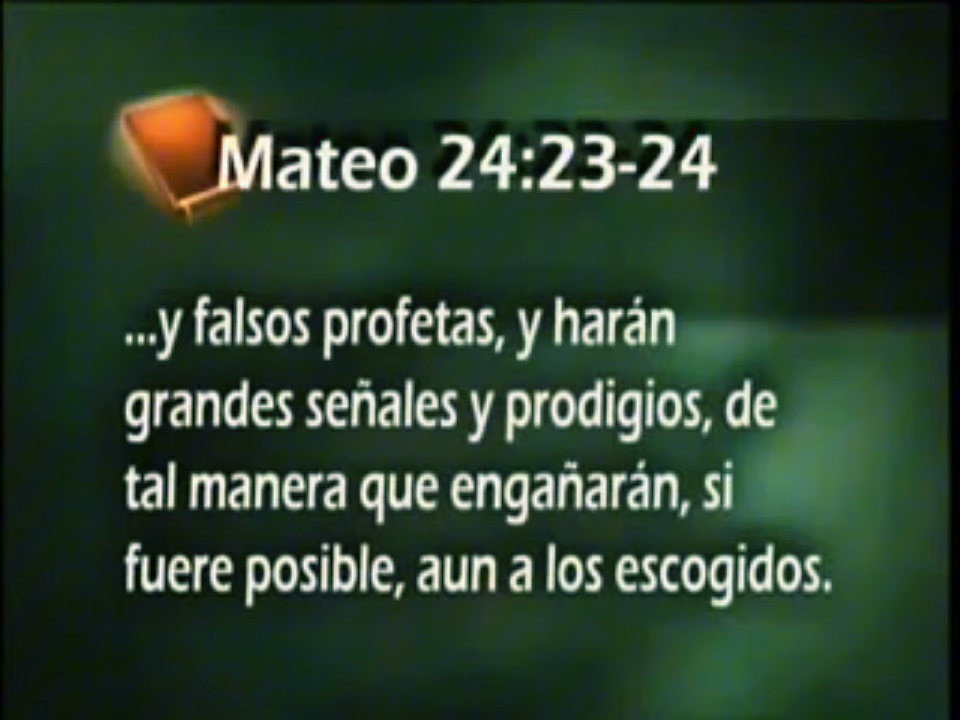 Mateo 24:23-24
...y falsos profetas, y harán
grandes señales y prodigios, de
tal manera que engañarán, si
fuere posible, aun a los escogidos.